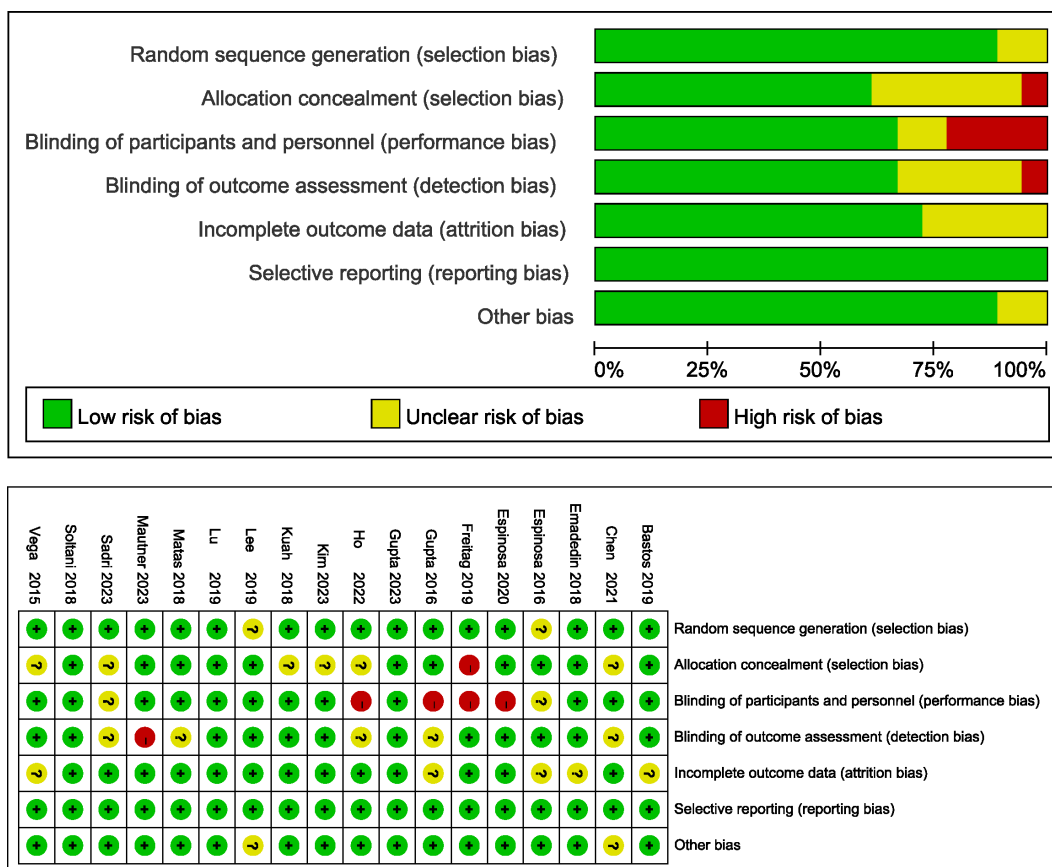 Random sequence generation (selection bias)
Allocation concealment (selection bias)
Blinding of participants and personnel (performance bias)
Blinding of outcome assessment (detection bias)
Incomplete outcome data (attrition bias)
Selective reporting (reporting bias)
Other bias
0% 25% 50% 75% 100%
Low risk of bias Unclear risk of bias High risk of bias
Vega 2015
Soltani 2018
Sadri 2023
Mautner 2023
Matas 2018
Lu 2019
Lee 2019
Kuah 2018
Kim 2023
Ho 2022
Gupta 2023
Gupta 2016
Freitag 2019
Espinosa 2020
Espinosa 2016
Emadedin 2018
Chen 2021
Bastos 2019
+ + + + + + ? + + + + + + + ? + + + Random sequence generation (selection bias)
? + ? + + + + ? ? ? + + - + + + ? + Allocation concealment (selection bias)
+ + ? + + + + + + - + - - - ? + + + Blinding of participants and personnel (performance bias)
+ + ? - ? + + + + ? + ? + + + + ? + Blinding of outcome assessment (detection bias)
? + + + + + + + + + + ? + + ? ? + ? Incomplete outcome data (attrition bias)
+ + + + + + + + + + + + + + + + + + Selective reporting (reporting bias)
+ + + + + + ? + + + + + + + + + ? + Other bias